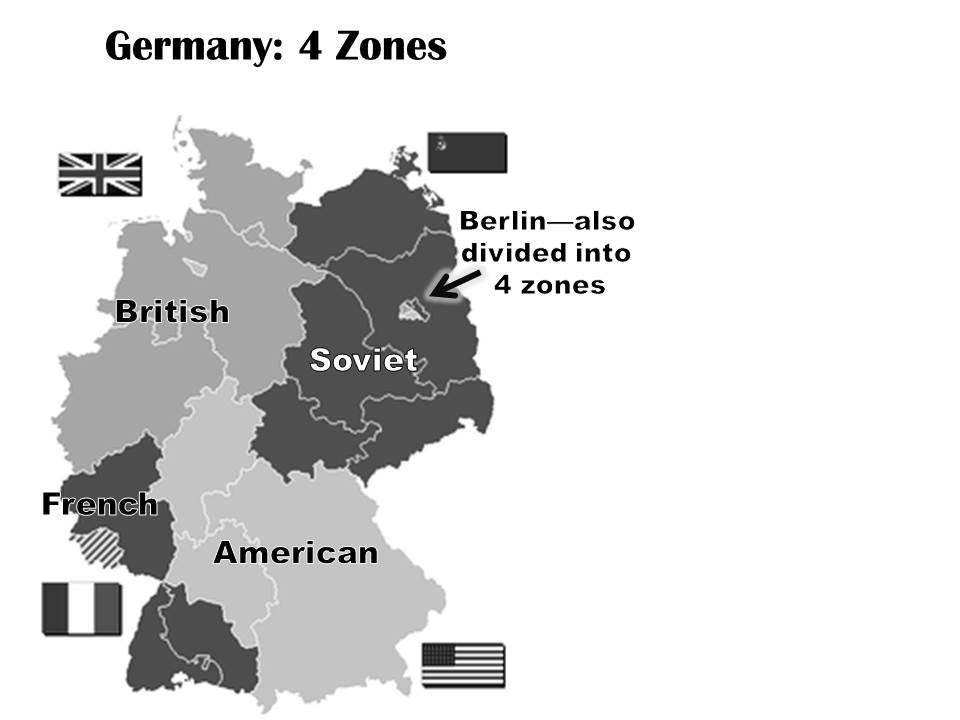 Germany: 4 Zones
Berlin—also
divided into
4 zones
British
Soviet
French
American